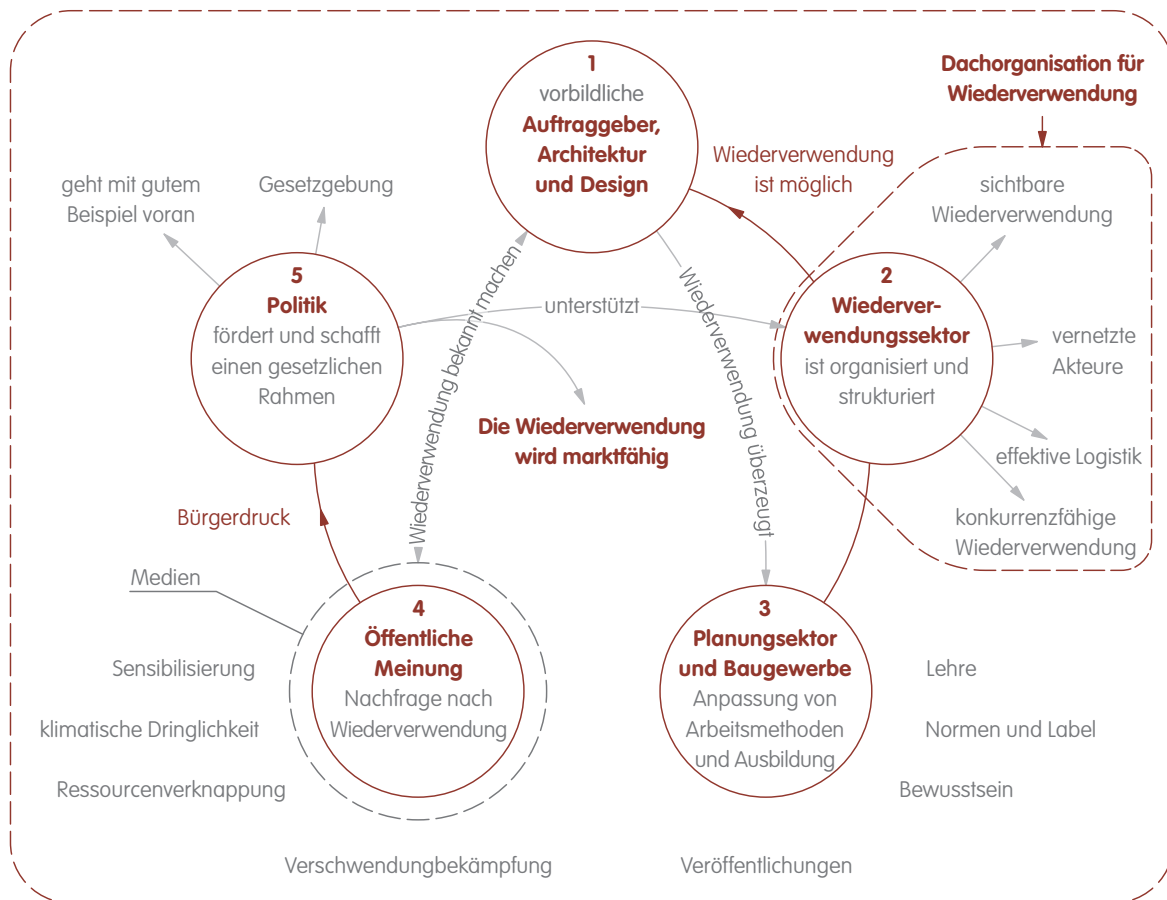 1
vorbildliche
Auftraggeber,
Architektur
und Design
Dachorganisation für
Wiederverwendung
Wiederverwendung
ist möglich
geht mit gutem
Beispiel voran
Gesetzgebung
sichtbare
Wiederverwendung
5
Politik
fördert und schafft
einen gesetzlichen
Rahmen
unterstützt
2
Wiederver-
wendungssektor
ist organisiert und
strukturiert
vernetzte
Akteure
effektive Logistik
konkurrenzfähige
Wiederverwendung
Wiederverwendung bekannt machen
Wiederverwendung überzeugt
Die Wiederverwendung
wird marktfähig
Bürgerdruck
Medien
4
Öffentliche
Meinung
Nachfrage nach
Wiederverwendung
3
Planungsektor
und Baugewerbe
Anpassung von
Arbeitsmethoden
und Ausbildung
Sensibilisierung
klimatische Dringlichkeit
Ressourcenverknappung
Lehre
Normen und Label
Bewusstsein
Verschwendungbekämpfung
Veröffentlichungen